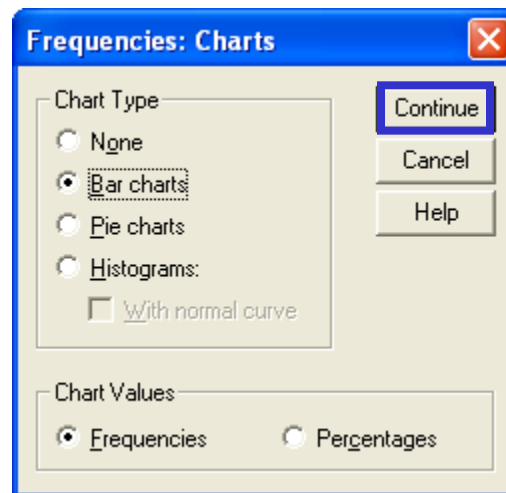 Frequencies: Charts
Chart Type
None
Bar charts
Pie charts
Histograms:
With normal curve
Continue
Cancel
Help
Chart Values
Frequencies
Percentages